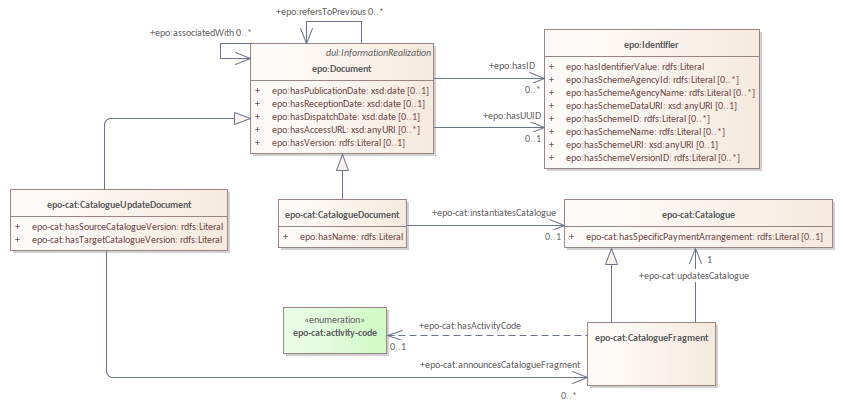 +epo:refersToPrevious 0..*
+epo:associatedWith 0..*
dul:InformationRealization
epo:Document
+ epo:hasPublicationDate: xsd:date [0..1]
+ epo:hasReceptionDate: xsd:date [0..1]
+ epo:hasDispatchDate: xsd:date [0..1]
+ epo:hasAccessURL: xsd:anyURI [0..*]
+ epo:hasVersion: rdfs:Literal [0..1]
+epo:hasID
0..*
+epo:hasUUID
0..1
epo:Identifier
+ epo:hasIdentifierValue: rdfs:Literal
+ epo:hasSchemeAgencyId: rdfs:Literal [0..*]
+ epo:hasSchemeAgencyName: rdfs:Literal [0..*]
+ epo:hasSchemeDataURI: xsd:anyURI [0..1]
+ epo:hasSchemeID: rdfs:Literal [0..*]
+ epo:hasSchemeName: rdfs:Literal [0..*]
+ epo:hasSchemeURI: xsd:anyURI [0..1]
+ epo:hasSchemeVersionID: rdfs:Literal [0..*]
epo-cat:CatalogueUpdateDocument
+ epo-cat:hasSourceCatalogueVersion: rdfs:Literal
+ epo-cat:hasTargetCatalogueVersion: rdfs:Literal
epo-cat:CatalogueDocument
+ epo:hasName: rdfs:Literal
+epo-cat:instantiatesCatalogue
0..1
epo-cat:Catalogue
+ epo-cat:hasSpecificPaymentArrangement: rdfs:Literal [0..1]
1
+epo-cat:updatesCatalogue
«enumeration»
epo-cat:activity-code
+epo-cat:hasActivityCode
0..1
epo-cat:CatalogueFragment
+epo-cat:announcesCatalogueFragment
0..*